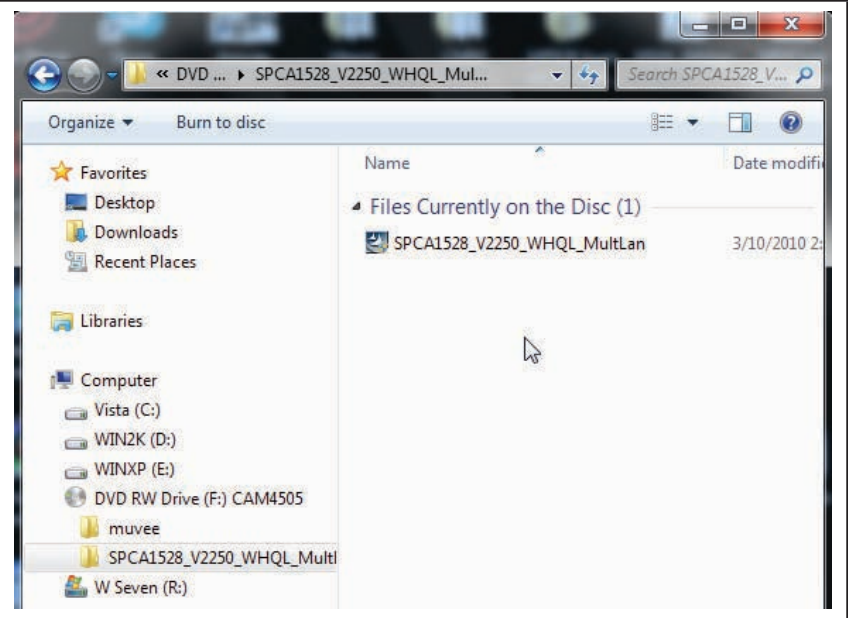 « DVD ... ▸ SPCA1528_V2250_WHQL_Mul...
Search SPCA1528_V...
Organize ▾ Burn to disc
Name Date modifi
Files Currently on the Disc (1)
SPCA1528_V2250_WHQL_MultLan 3/10/2010 2:
Favorites
Desktop
Downloads
Recent Places
Libraries
Computer
Vista (C:)
WIN2K (D:)
WINXP (E:)
DVD RW Drive (F:) CAM4505
muvee
SPCA1528_V2250_WHQL_Multl
W Seven (R:)